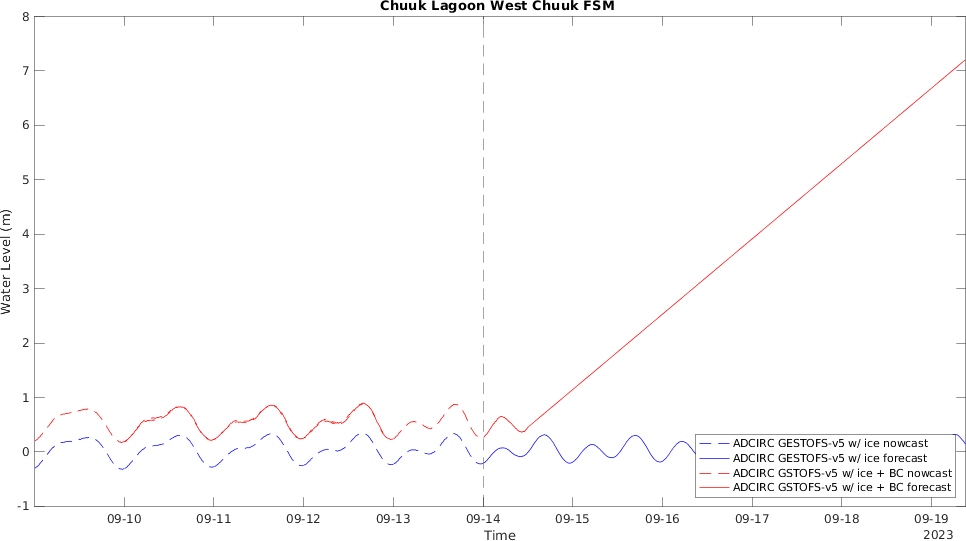 Chuuk Lagoon West Chuuk FSM
8
7
6
5
4
3
2
1
0
-1
Water Level (m)
ADCIRC GESTOFS-v5 w/ ice nowcast
ADCIRC GESTOFS-v5 w/ ice forecast
ADCIRC GSTOFS-v5 w/ ice + BC nowcast
ADCIRC GSTOFS-v5 w/ ice + BC forecast
09-10 09-11 09-12 09-13 09-14 09-15 09-16 09-17 09-18 09-19
Time
2023